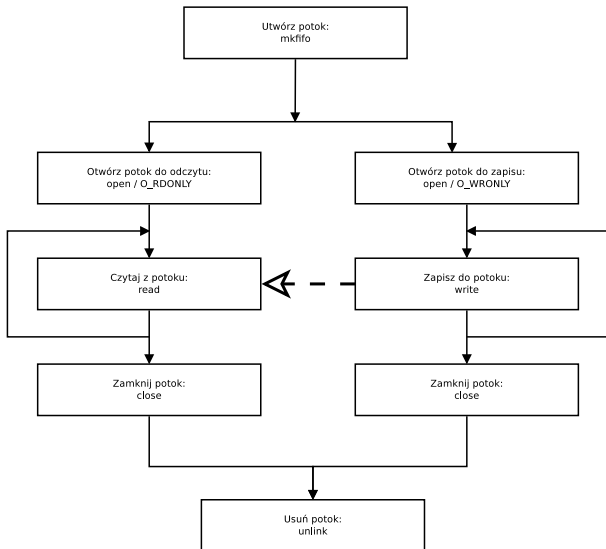 Utwórz potok:
mkfifo
Otwórz potok do odczytu:
open / O_RDONLY
Otwórz potok do zapisu:
open / O_WRONLY
Czytaj z potoku:
read
Zapisz do potoku:
write
Zamknij potok:
close
Zamknij potok:
close
Usuń potok:
unlink